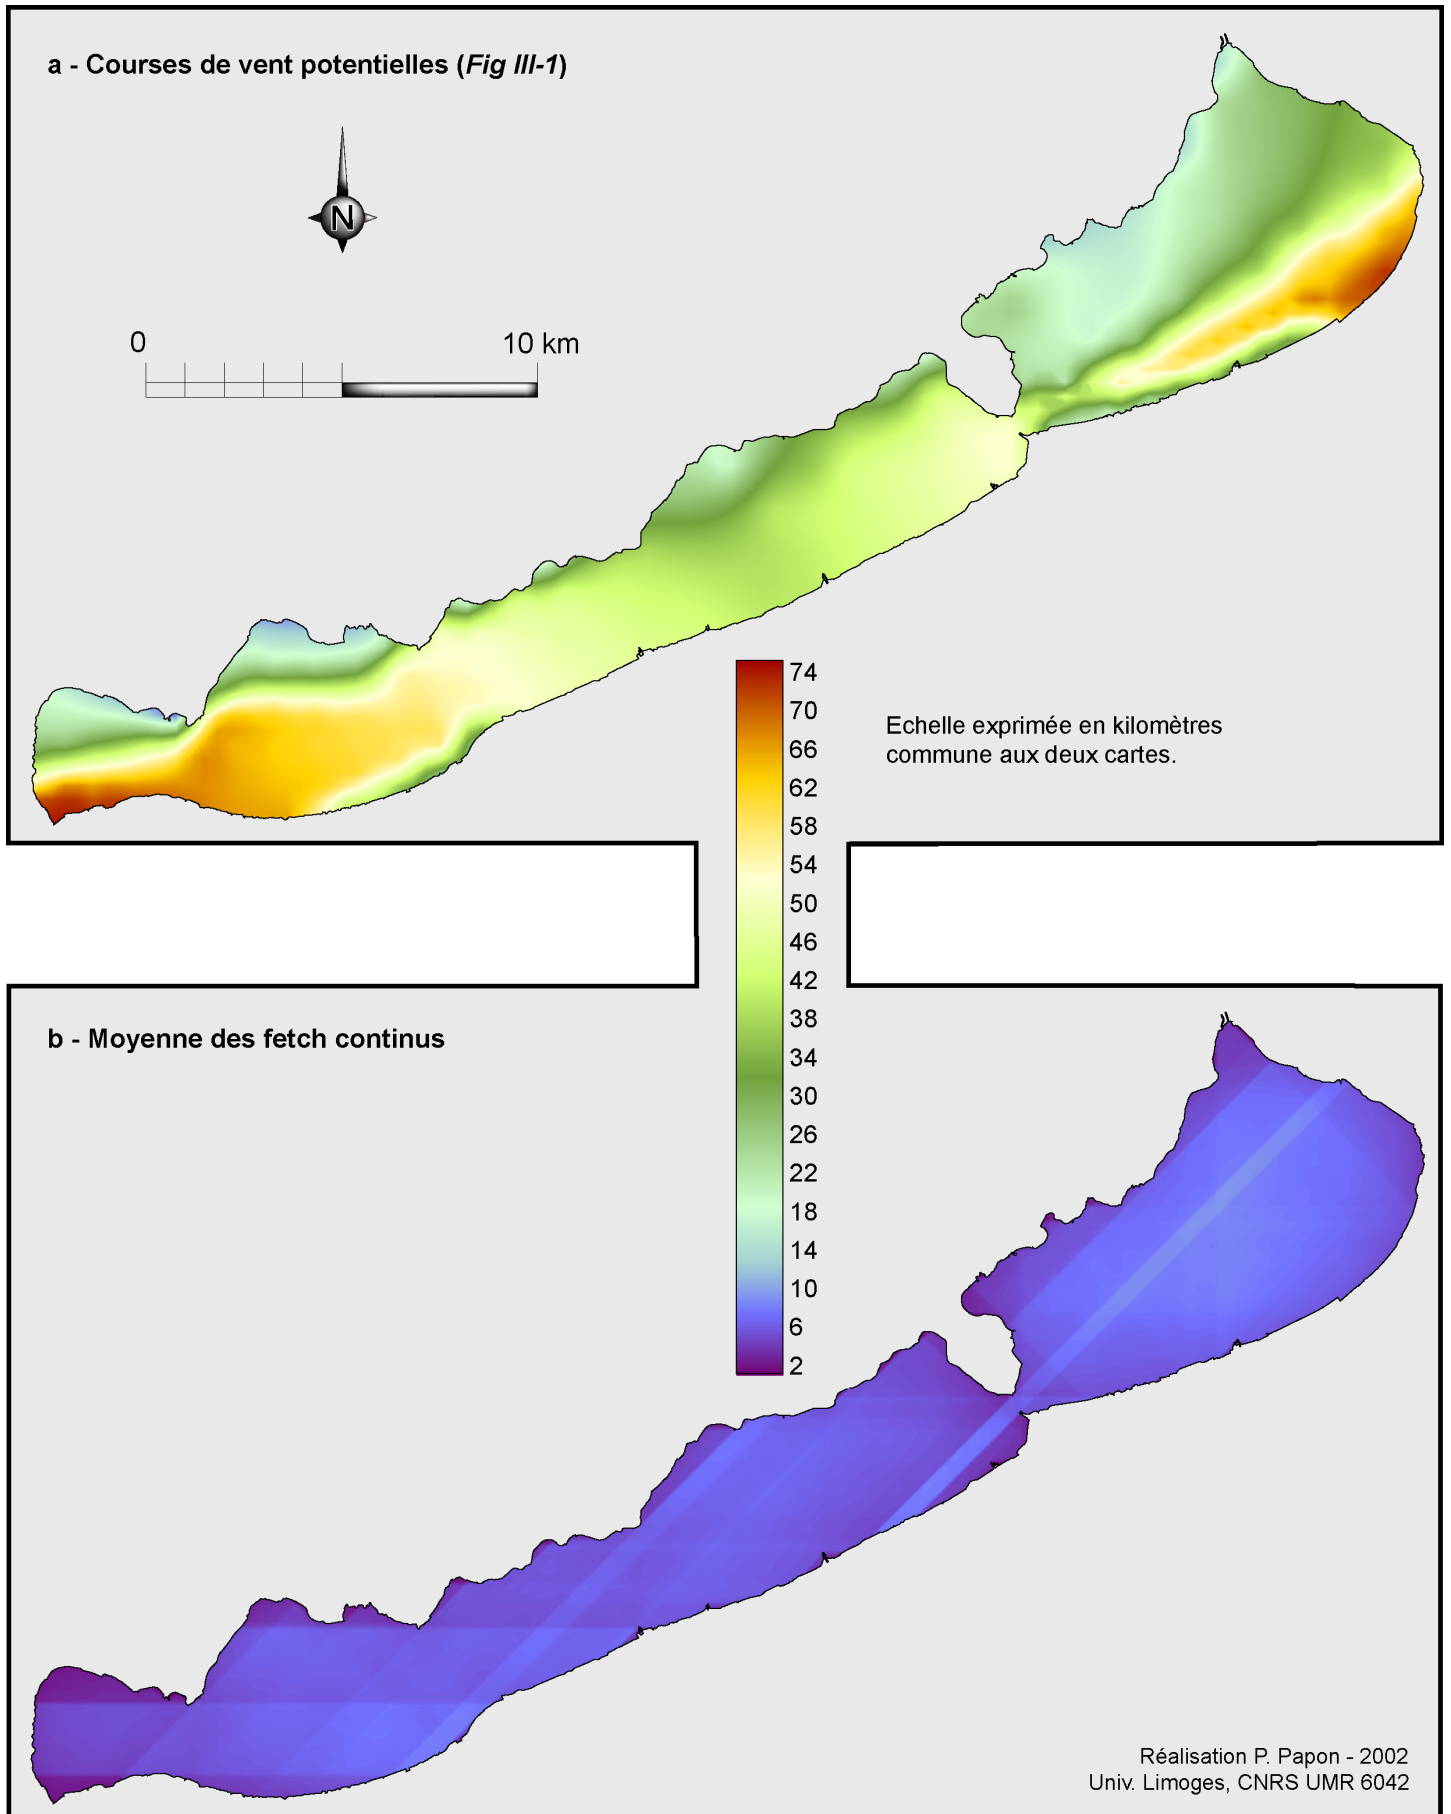 a - Courses de vent potentielles (Fig III-1)
N
0
10 km
74
70
66
62
58
54
50
46
42
38
34
30
26
22
18
14
10
6
2
Echelle exprimée en kilomètres
commune aux deux cartes.
b - Moyenne des fetch continus
Réalisation P. Papon - 2002
Univ. Limoges, CNRS UMR 6042